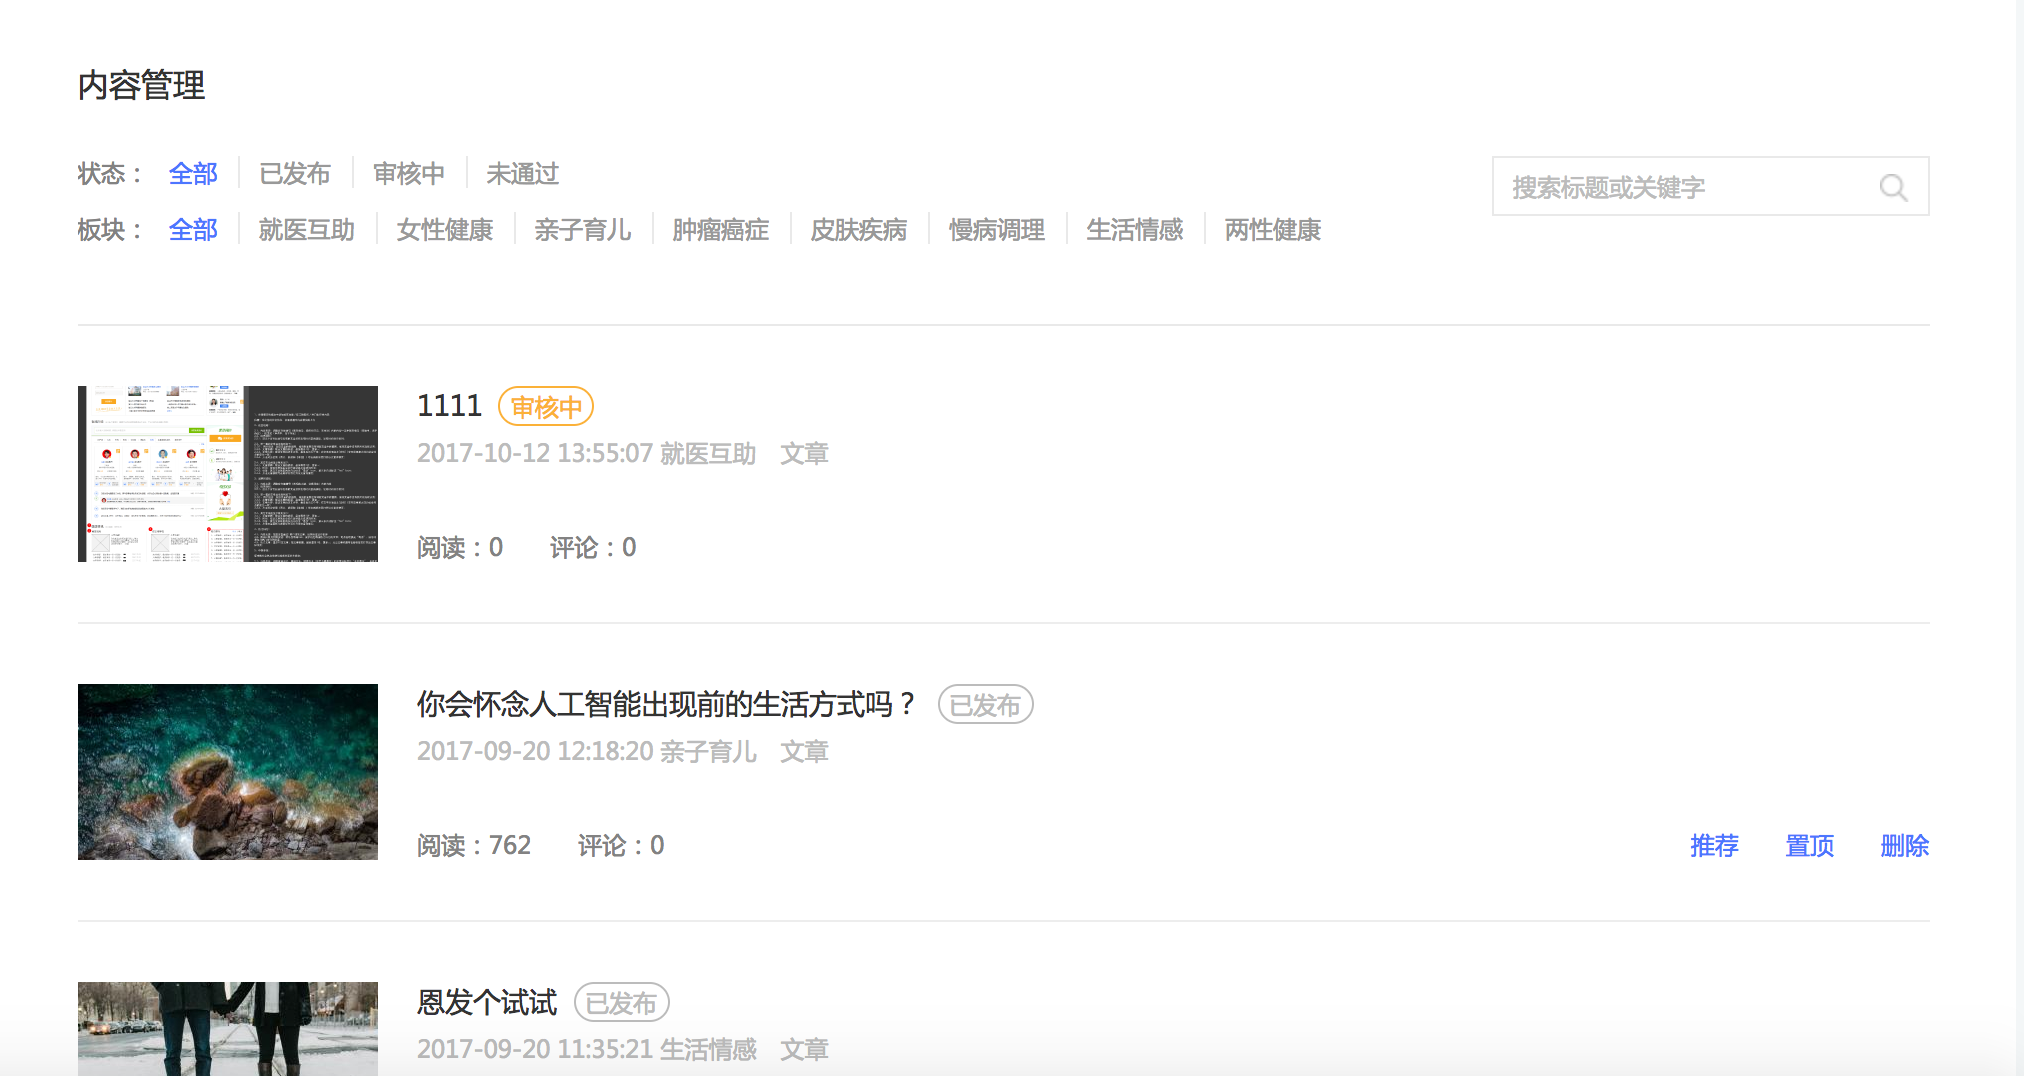 内容管理
状态： 全部 已发布 审核中 未通过
搜索标题或关键字
板块： 全部 就医互助 女性健康 亲子育儿 肿瘤癌症 皮肤疾病 慢病调理 生活情感 两性健康
1111 审核中
2017-10-12 13:55:07 就医互助 文章
阅读：0 评论：0
你会怀念人工智能出现前的生活方式吗？ 已发布
2017-09-20 12:18:20 亲子育儿 文章
阅读：762 评论：0
推荐 置顶 删除
恩发个试试 已发布
2017-09-20 11:35:21 生活情感 文章